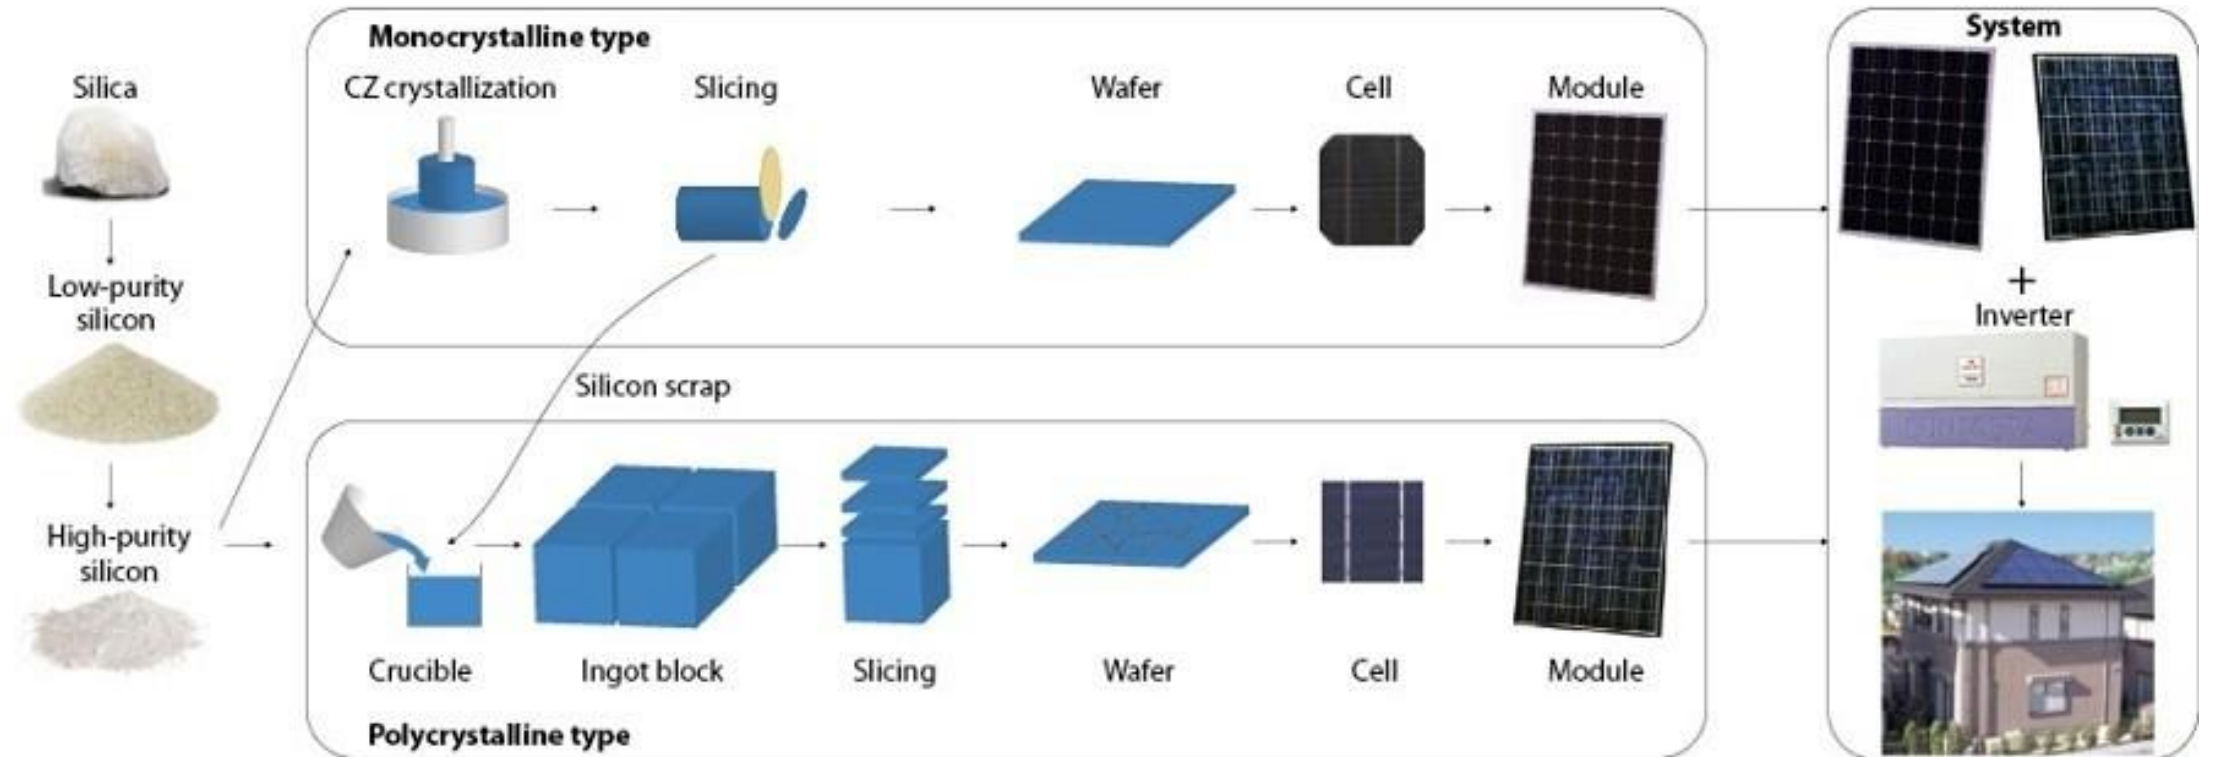 Monocrystalline type
System
Silica
CZ crystallization
Slicing
Wafer
Cell
Module
Low-purity
silicon
Inverter
Silicon scrap
High-purity
silicon
Crucible
Ingot block
Slicing
Wafer
Cell
Module
Polycrystalline type